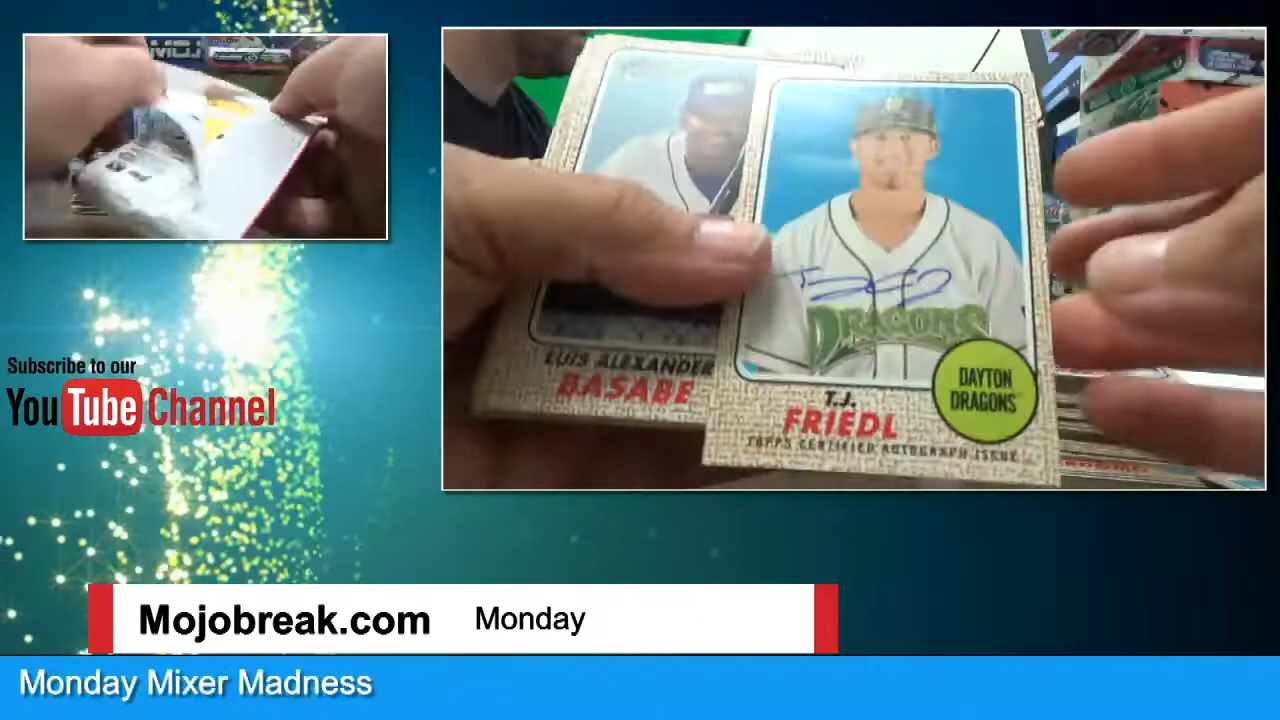 LUIS ALEXANDER
BASABE
DRAGONS
DAYTON
DRAGONS
T.J.
FRIEDL
TOPPS CERTIFIED AUTOGRAPH ISSUE
Subscribe to our
YouTube Channel
Mojobreak.com Monday
Monday Mixer Madness